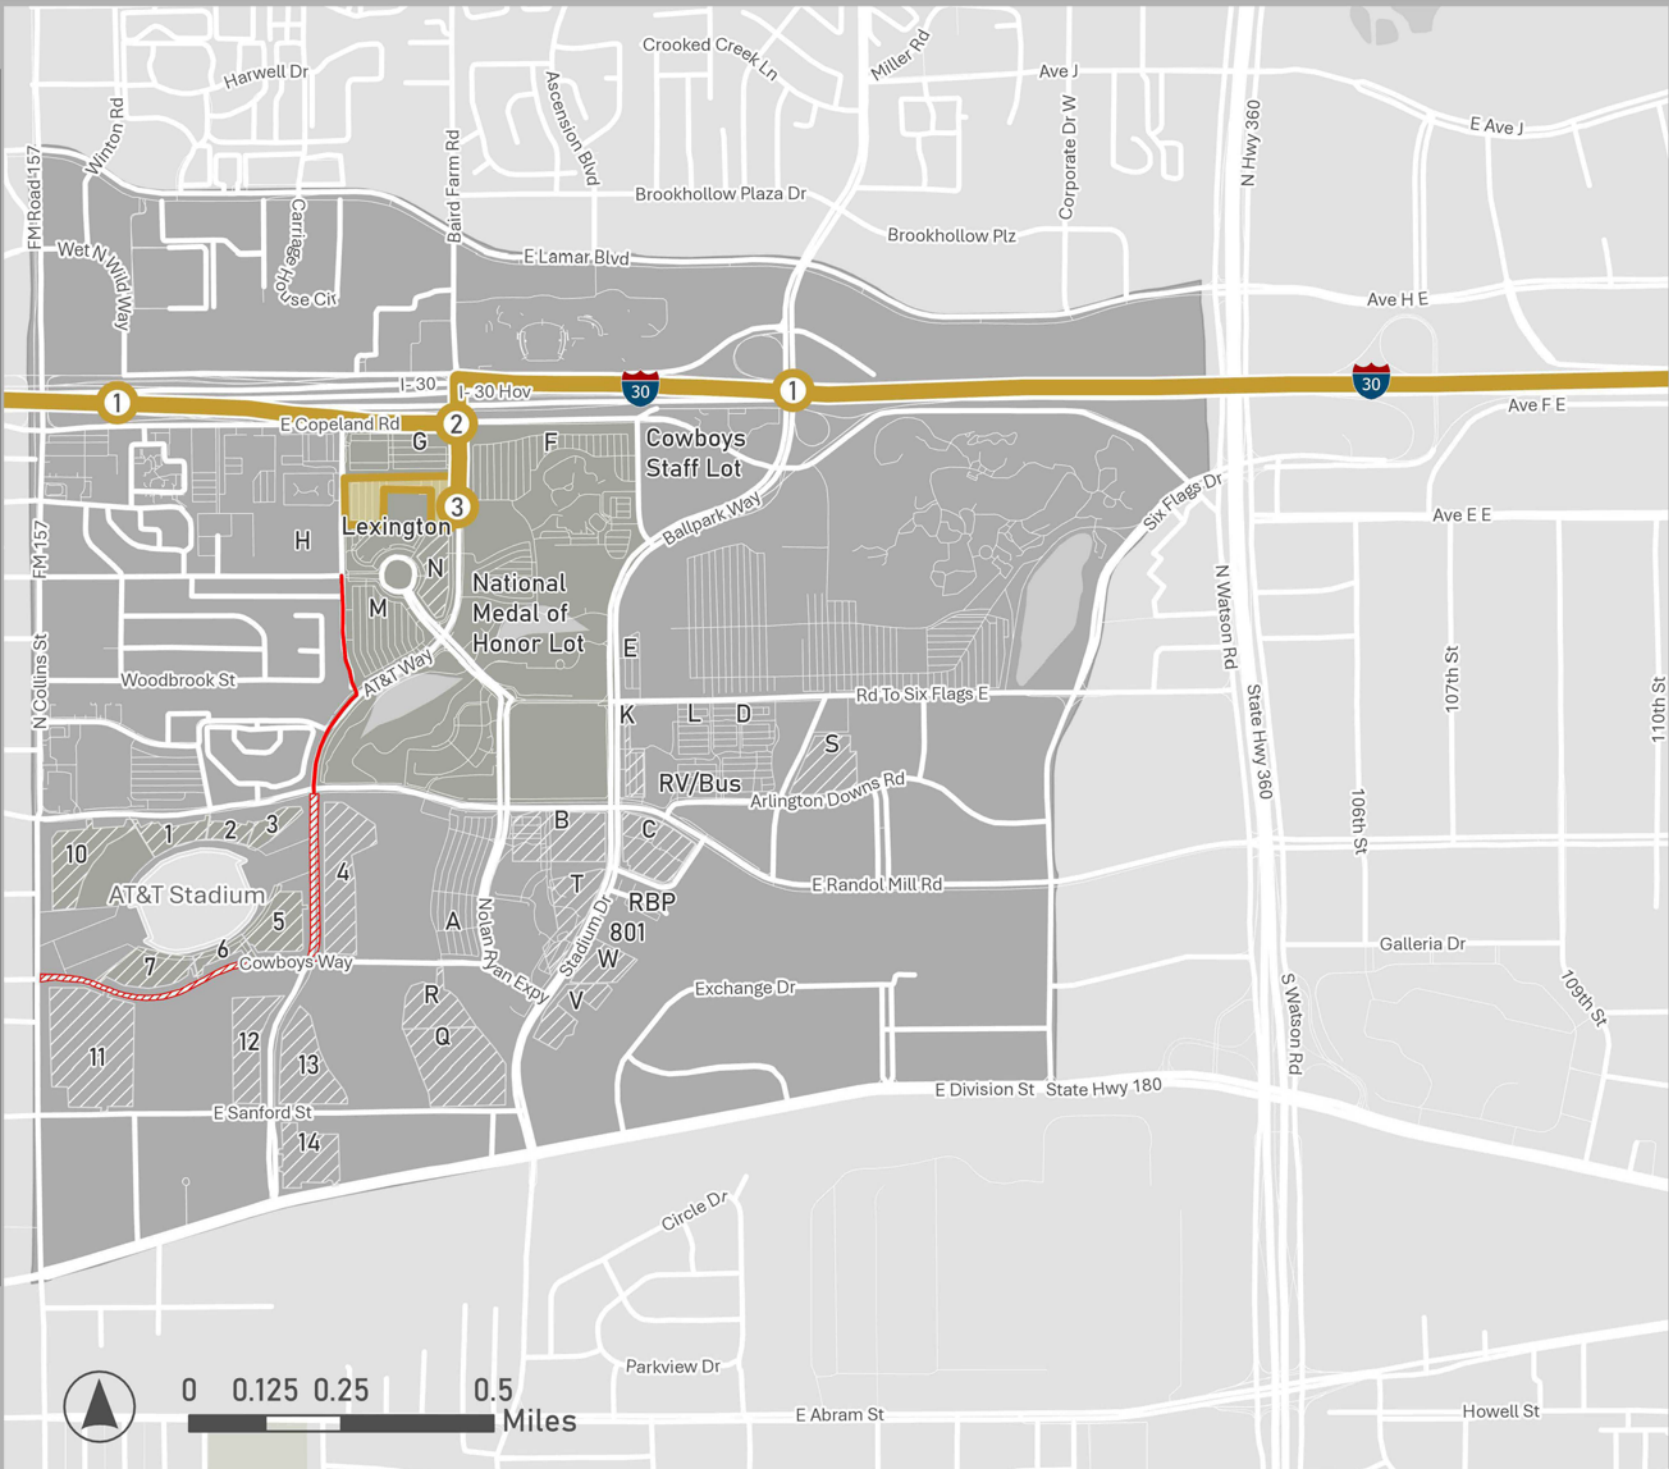 Crooked Creek Ln
Miller Rd
Harwell Dr
Ave J
Ascension Blvd
Winton Rd
Corporate Dr W
N Hwy 360
E Ave J
Baird Farm Rd
FM Road 157
Brookhollow Plaza Dr
Carriage House Cir
Brookhollow Plz
Wet N Wild Way
E Lamar Blvd
Ave H E
I-30
I-30 Hov
30
1
30
1
Ave F E
E Copeland Rd
2
G
F
Cowboys
Staff Lot
3
Six Flags Dr
Ballpark Way
Ave E E
Lexington
H
FM 157
N
National
Medal of
Honor Lot
M
N Watson Rd
E
N Collins St
AT&T Way
Woodbrook St
107th St
Rd To Six Flags E
110th St
K
L
D
State Hwy 360
S
RV/Bus
Arlington Downs Rd
106th St
B
C
1
2
3
10
4
T
E Randol Mill Rd
AT&T Stadium
RBP
5
A
801
Nolan Ryan Expy
Stadium Dr
6
Galleria Dr
Cowboys Way
7
W
Exchange Dr
R
V
109th St
S Watson Rd
Q
12
11
13
E Division St
State Hwy 180
E Sanford St
14
Circle Dr
Parkview Dr
0
0.125
0.25
0.5
Miles
E Abram St
Howell St